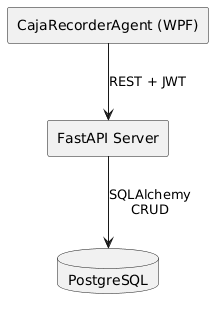 CajaRecorderAgent (WPF)
REST + JWT
FastAPI Server
SQLAlchemy
CRUD
PostgreSQL